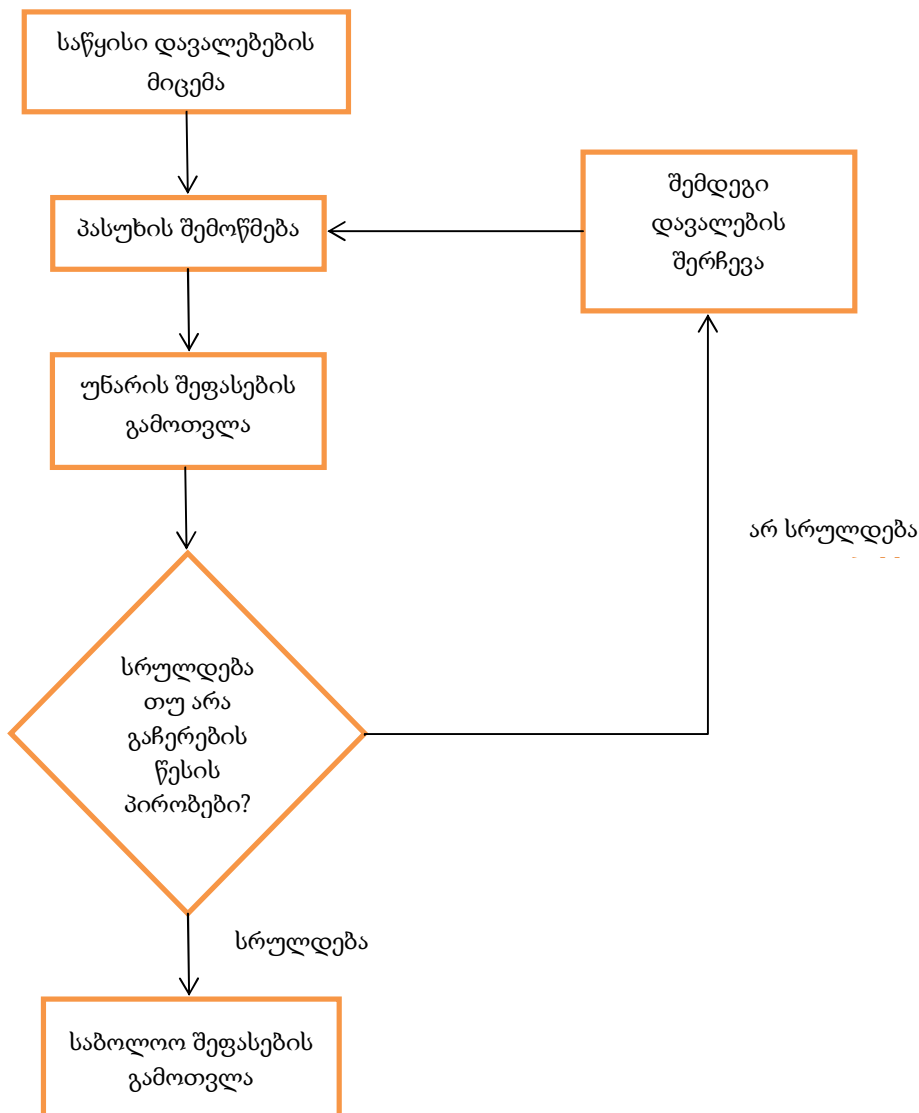 საწყისი დავალებების
მიცემა
პასუხის შემოწმება
შემდეგი
დავალების
შერჩევა
უნარის შეფასების
გამოთვლა
არ სრულდება
სრულდება
თუ არა
გაჩერების
წესის
პირობები?
სრულდება
საბოლოო შეფასების
გამოთვლა